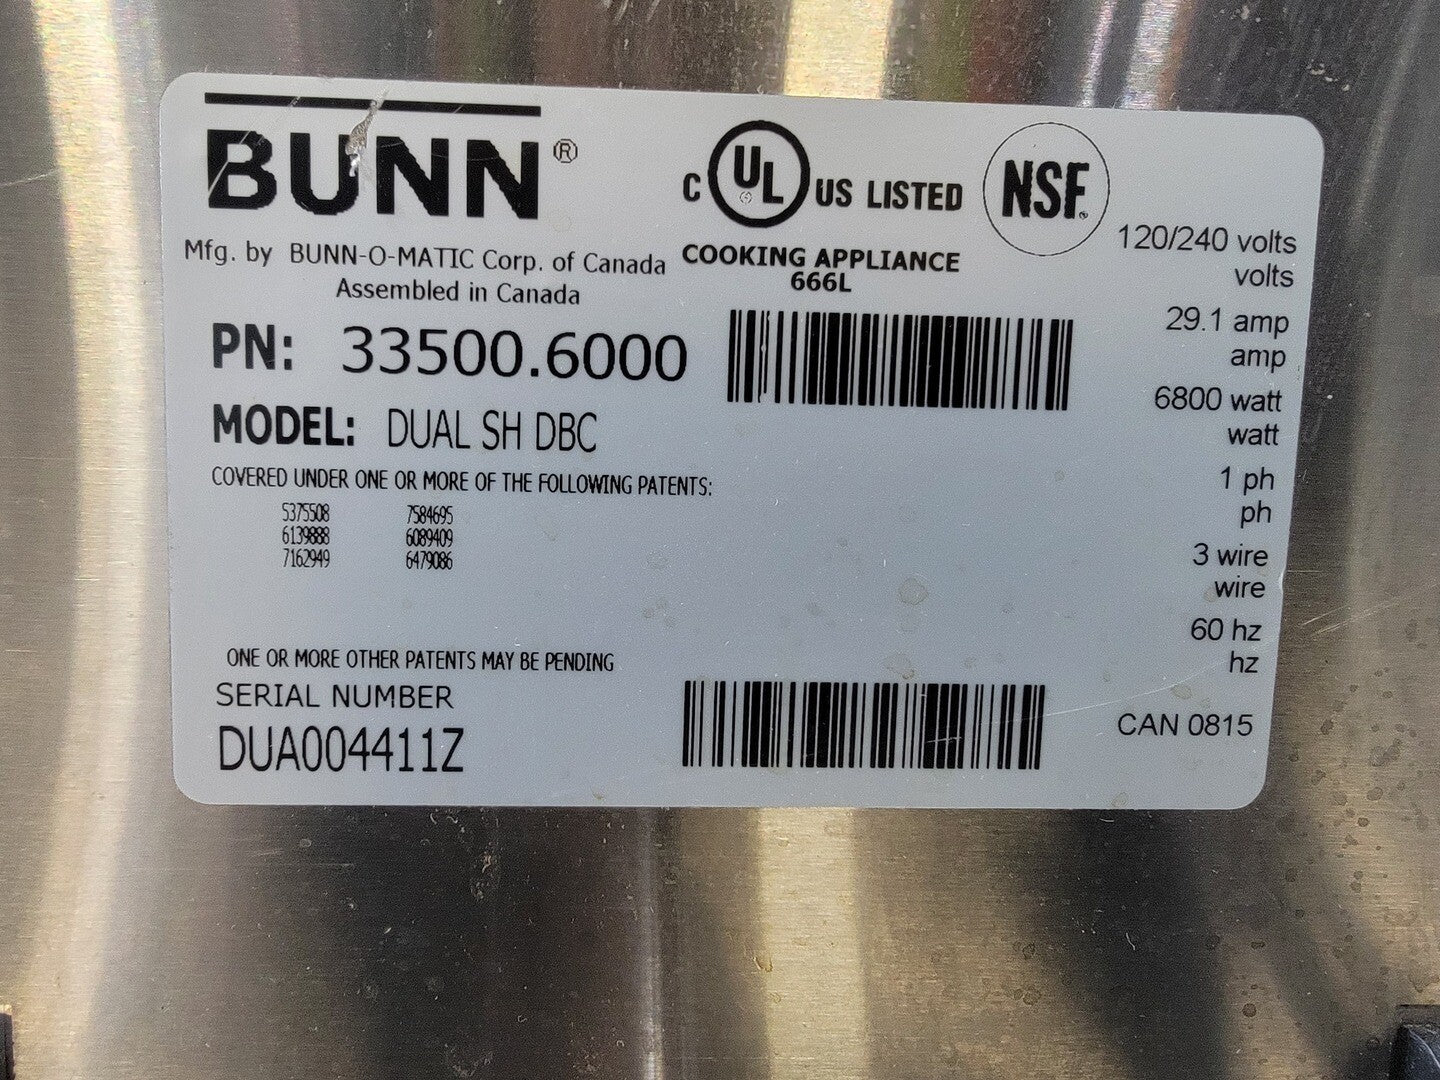 BUNN®
Mfg. by BUNN-O-MATIC Corp. of Canada
Assembled in Canada
C UL US LISTED
COOKING APPLIANCE
666L
NSF®
PN: 33500.6000
MODEL: DUAL SH DBC
COVERED UNDER ONE OR MORE OF THE FOLLOWING PATENTS:
5375508 7584695
6139888 6089409
7162949 6479086
ONE OR MORE OTHER PATENTS MAY BE PENDING
SERIAL NUMBER
DUA004411Z
120/240 volts
volts
29.1 amp
amp
6800 watt
watt
1 ph
ph
3 wire
wire
60 hz
hz
CAN 0815